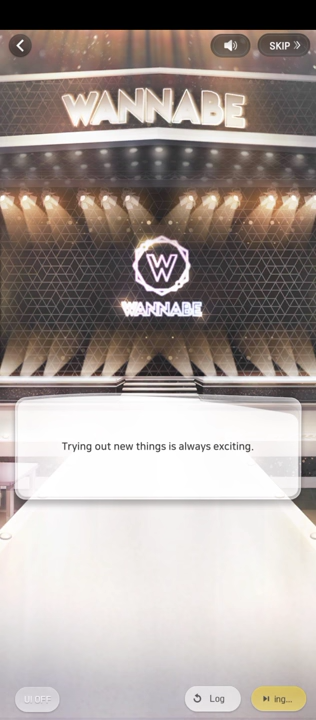 SKIP
WANNABE
W
WANNABE
Trying out new things is always exciting.
UI OFF
Log
ing...